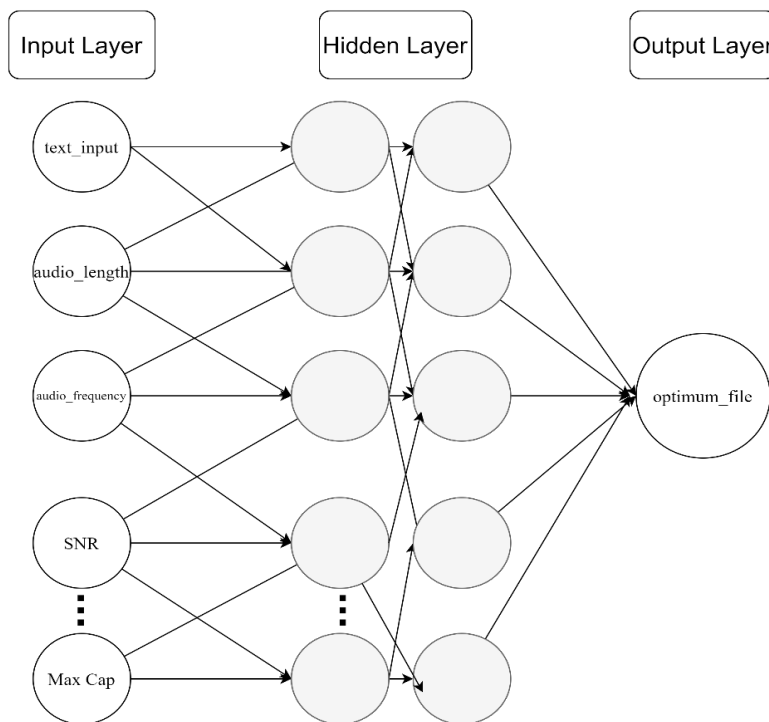 Input Layer
Hidden Layer
Output Layer
text_input
audio_length
audio_frequency
optimum_file
SNR
Max Cap